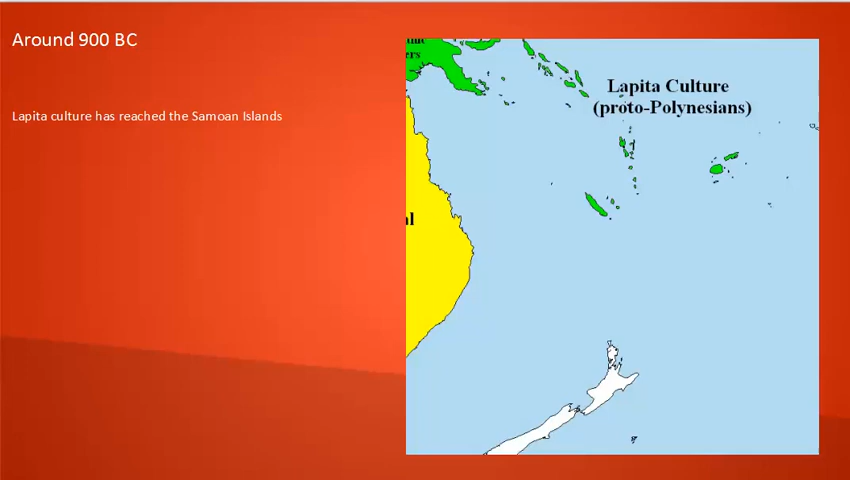 Around 900 BC
Lapita culture has reached the Samoan Islands
Lapita Culture
(proto-Polynesians)